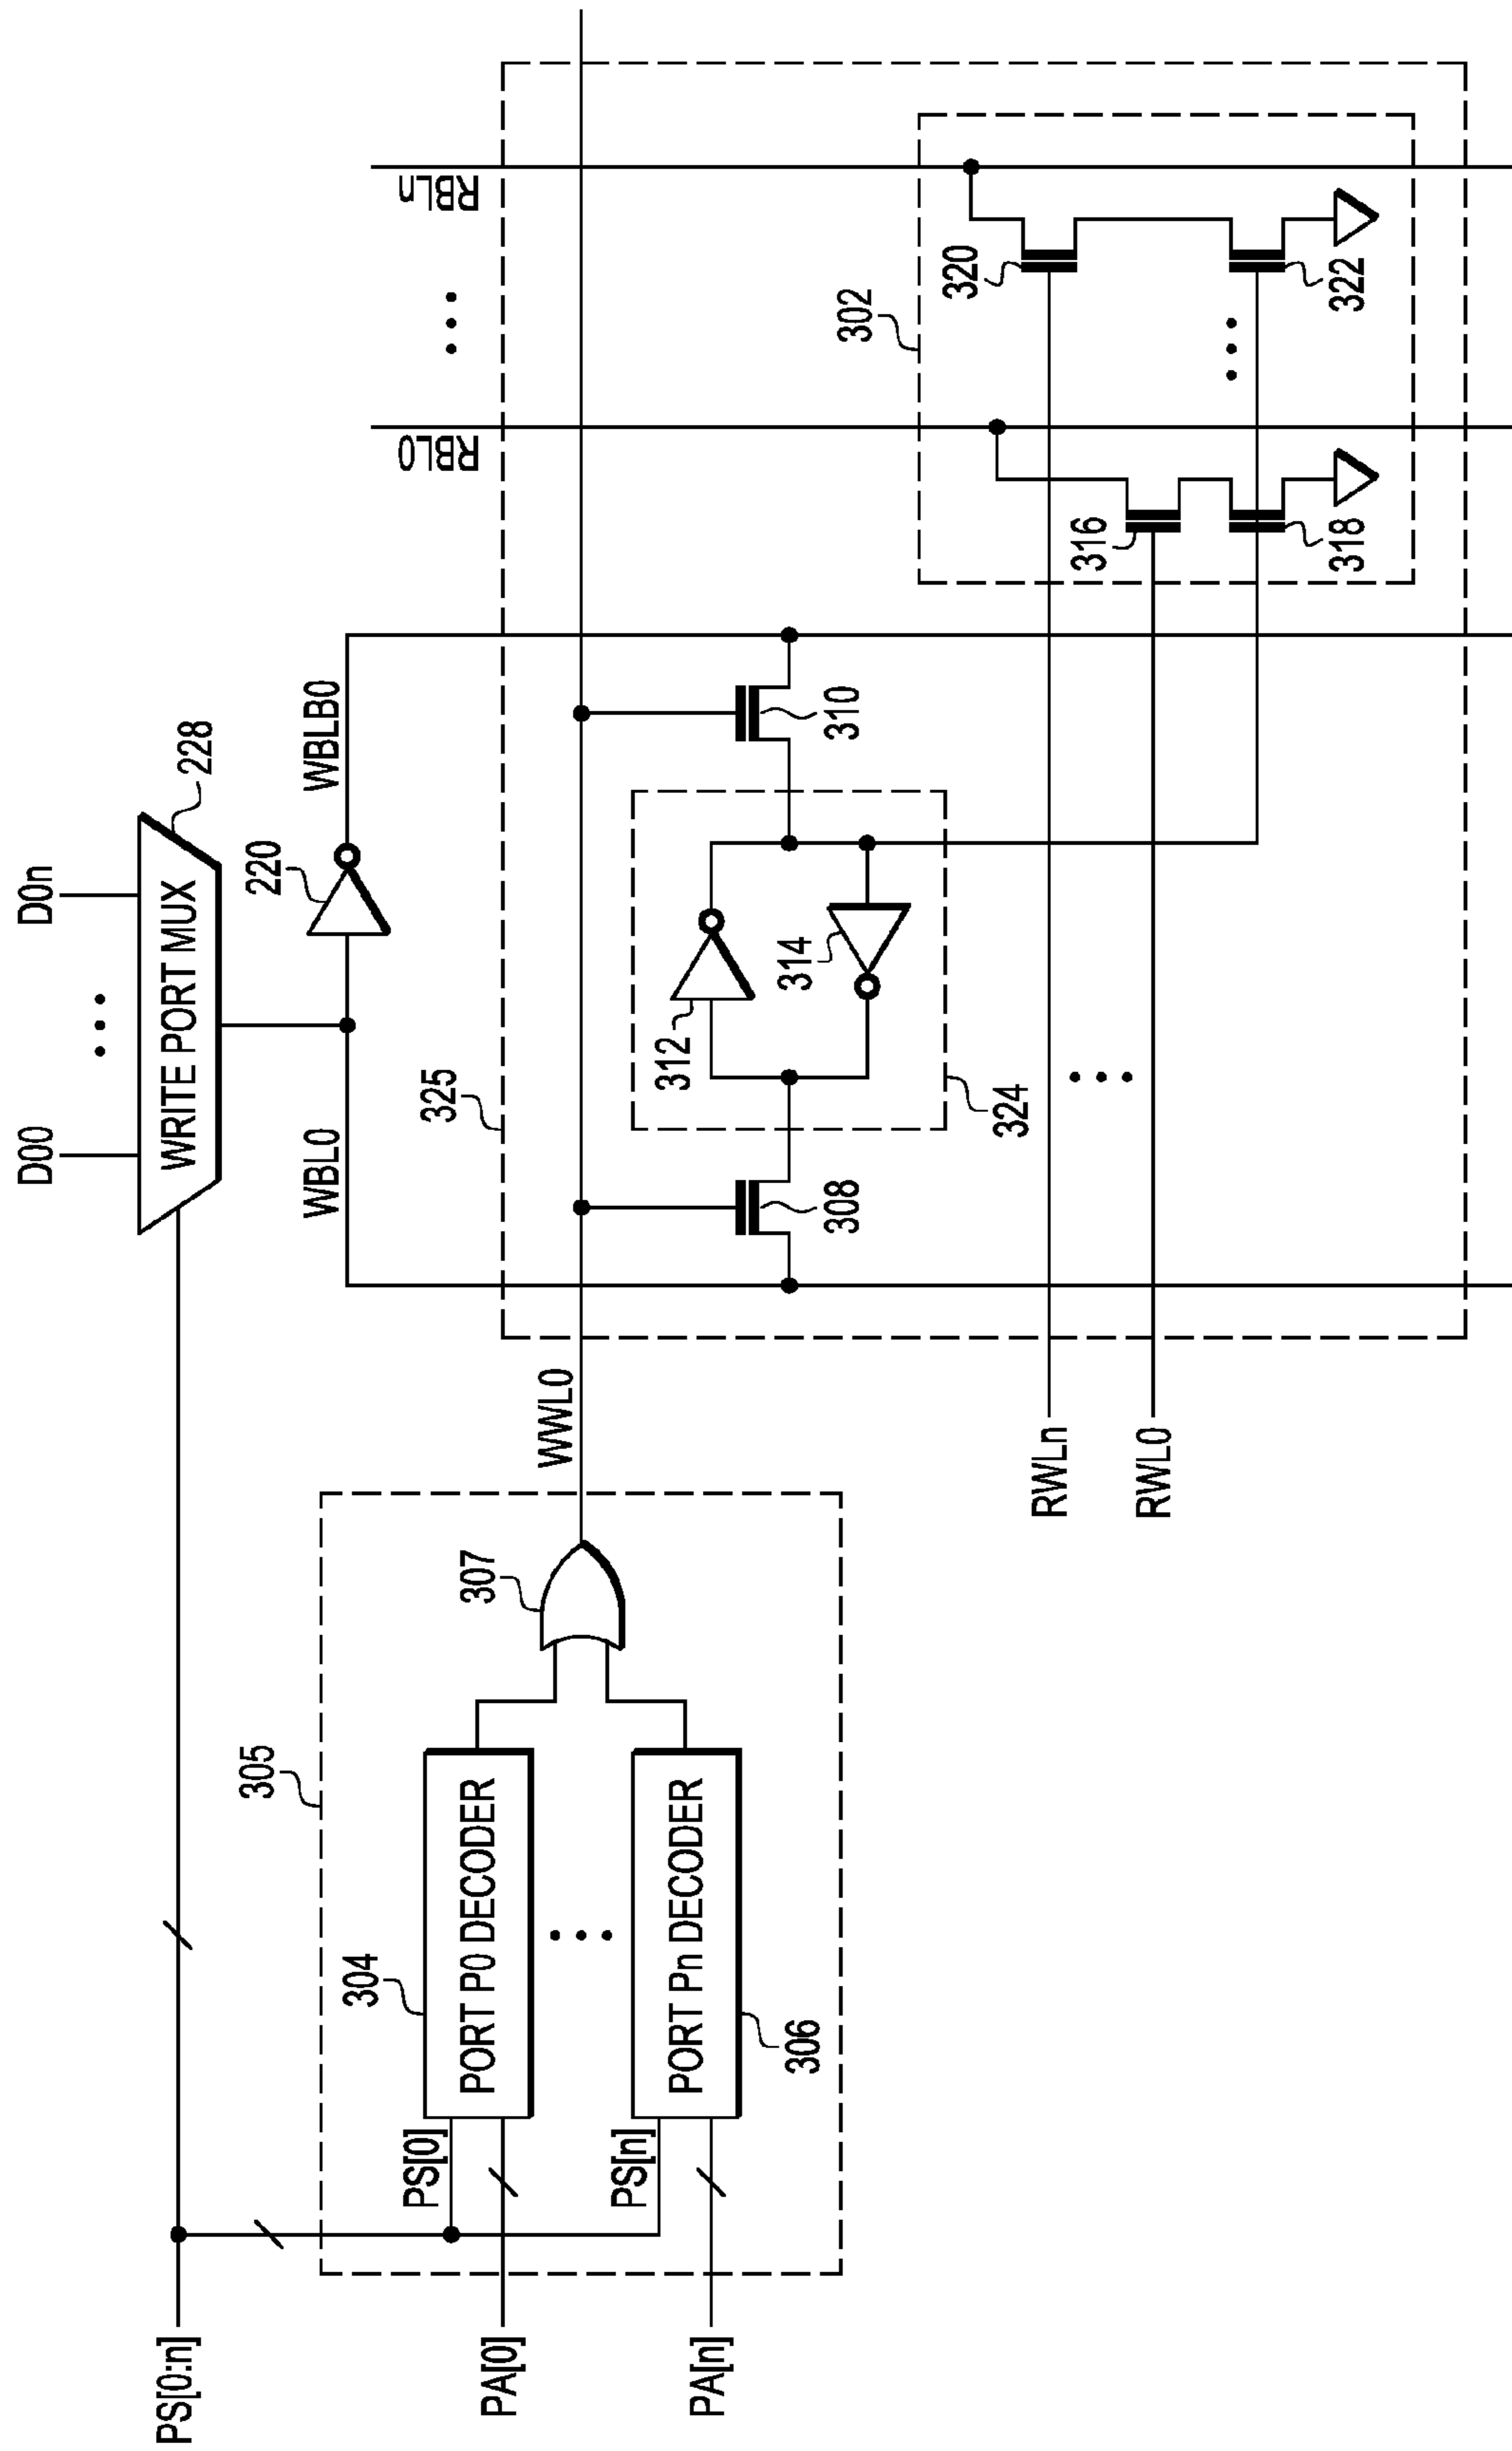 D00
D0n
WRITE PORT MUX
228
220
WBL0
WBLB0
RBL0
RBLn
325
WWL0
308
310
312
314
324
302
320
322
316
318
RWLn
RWL0
305
307
304
PORT P0 DECODER
PORT Pn DECODER
306
PS[0]
PS[n]
PS[0:n]
PA[0]
PA[n]